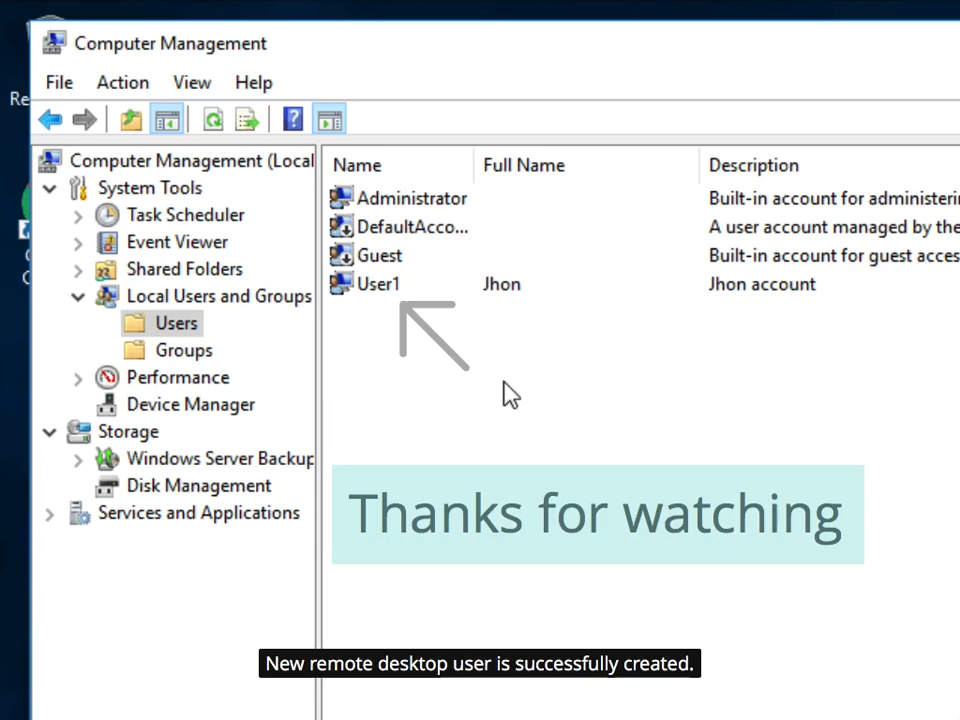 Computer Management
File Action View Help
Re
Computer Management (Local
System Tools
Task Scheduler
Event Viewer
Shared Folders
Local Users and Groups
Users
Groups
Performance
Device Manager
Storage
Windows Server Backup
Disk Management
Services and Applications
Name Full Name Description
Administrator Built-in account for administeri
DefaultAcco... A user account managed by the
Guest Built-in account for guest acces
User1 Jhon Jhon account
Thanks for watching
New remote desktop user is successfully created.